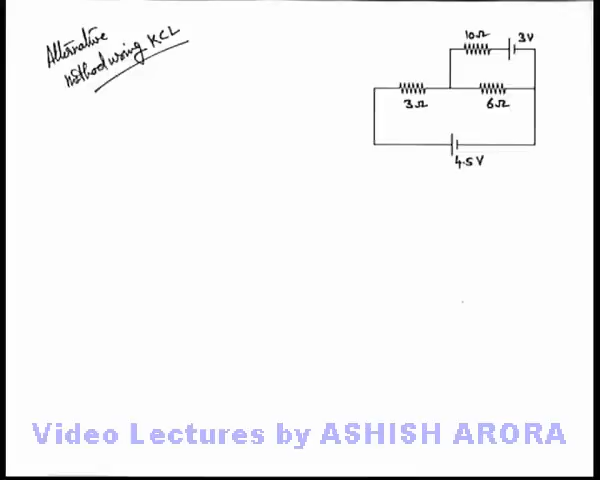 Alternative
method using KCL
10Ω
3V
3Ω
6Ω
4.5V
Video Lectures by ASHISH ARORA